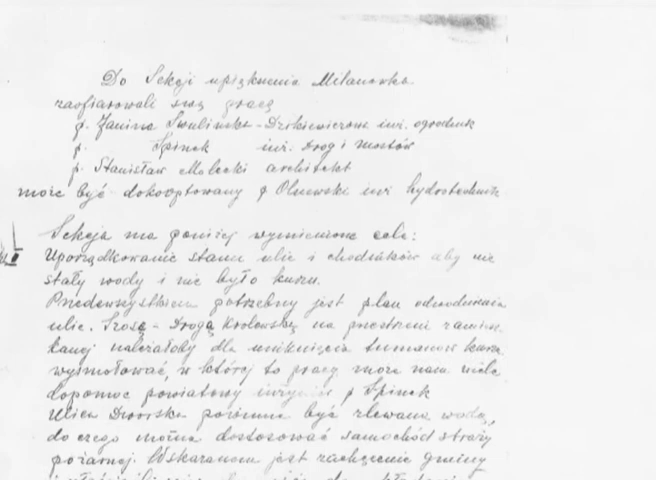 Do Sekcji upiększenia Milanówka
zaofiarowali swą pracę
p. Janina inż. ogrodnik
p. Spinek inż. dróg i mostów
p. Stanisław Malecki architekt
może być dokooptowany p Olszewski inż hydrotechnik
Sekcja ma poniżej wymienione cele:
Uporządkowanie stanu ulic i chodników aby nie
stały wody i nie było kurzu.
Przedewszystkiem potrzebny jest plan odwodnienia
ulic. Szosę - Drogą Królewską na przestrzeni zamiesz
kanej należałoby dla uniknięcia tumanów kurzu
wysmołować, w której to pracy może nam wiele
dopomóc powiatowy inżynier p Spinek
Ulica Dworska powinna być zlewana wodą,
do czego można dostosować samochód straży
pożarnej. Wskazanem jest zachęcenie gminy